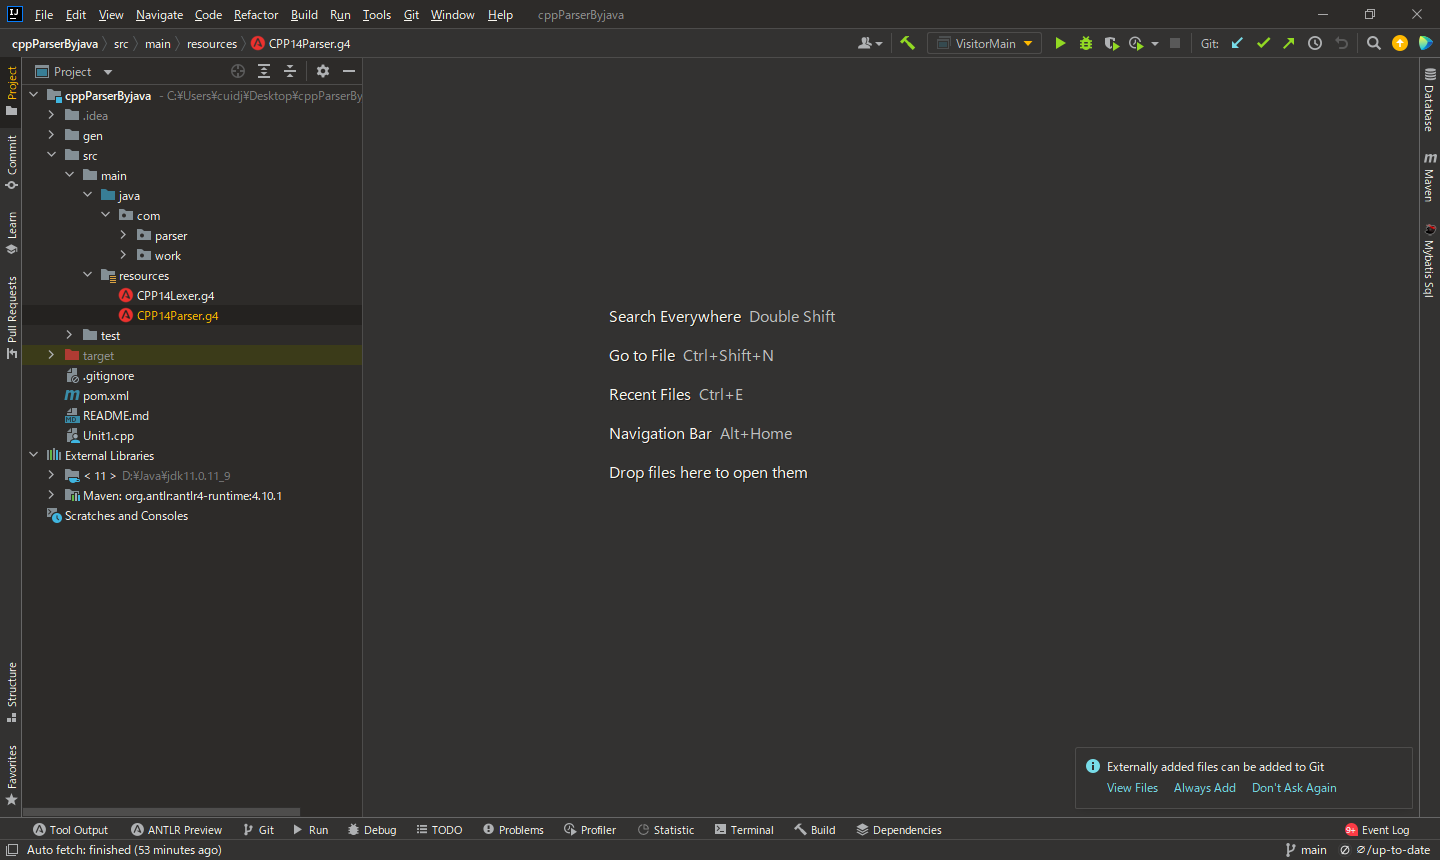 File Edit View Navigate Code Refactor Build Run Tools Git Window Help cppParserByjava
cppParserByjava src main resources CPP14Parser.g4 VisitorMain Git:
Project
cppParserByjava - C:¥Users¥cuidj¥Desktop¥cppParserBy
.idea
gen
src
main
java
com
parser
work
resources
CPP14Lexer.g4
CPP14Parser.g4
test
target
.gitignore
pom.xml
README.md
Unit1.cpp
External Libraries
< 11 > D:¥Java¥jdk11.0.11_9
Maven: org.antlr:antlr4-runtime:4.10.1
Scratches and Consoles
Project
Commit
Learn
Pull Requests
Structure
Favorites
Search Everywhere Double Shift
Go to File Ctrl+Shift+N
Recent Files Ctrl+E
Navigation Bar Alt+Home
Drop files here to open them
Database
Maven
Mybatis Sql
Externally added files can be added to Git
View Files Always Add Don't Ask Again
Tool Output ANTLR Preview Git Run Debug TODO Problems Profiler Statistic Terminal Build Dependencies 9+ Event Log
Auto fetch: finished (53 minutes ago) main ∅/up-to-date